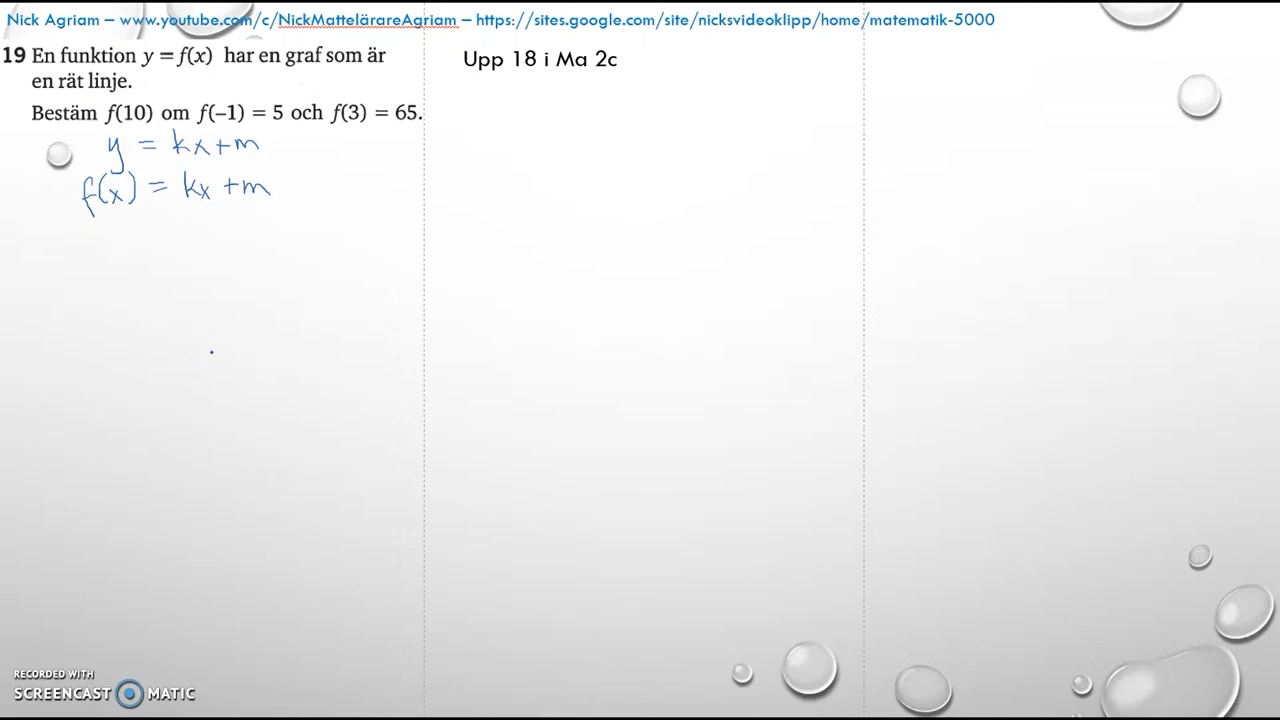 Nick Agriam – www.youtube.com/c/NickMattelärareAgriam – https://sites.google.com/site/nicksvideoklipp/home/matematik-5000
19 En funktion y = f(x) har en graf som är
en rät linje.
Bestäm f(10) om f(–1) = 5 och f(3) = 65.
y = kx+m
f(x) = kx +m
Upp 18 i Ma 2c
RECORDED WITH
SCREENCAST MATIC